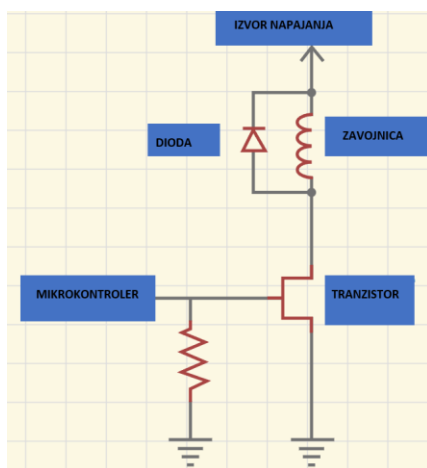 IZVOR NAPAJANJA
DIODA
ZAVOJNICA
MIKROKONTROLER
TRANZISTOR